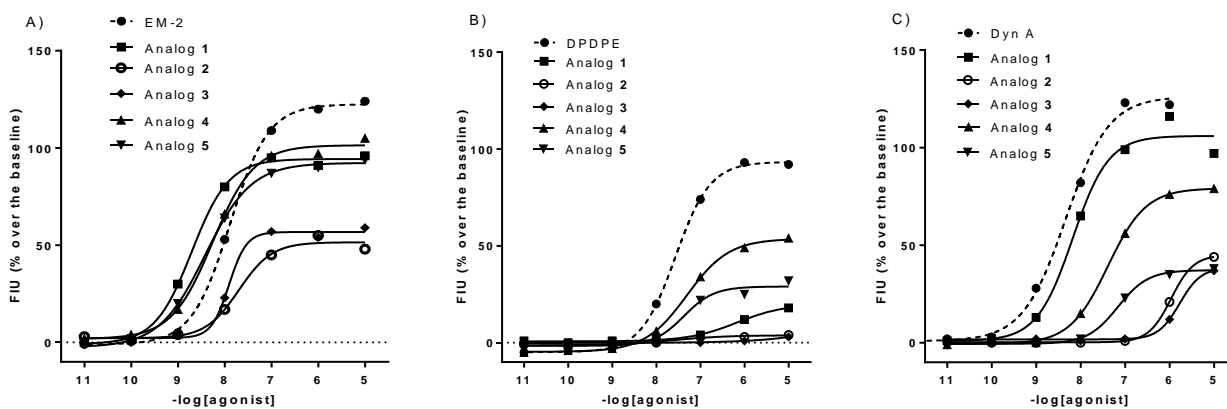 A)
EM-2
Analog 1
Analog 2
Analog 3
Analog 4
Analog 5
150
100
50
0
FIU (% over the baseline)
11 10 9 8 7 6 5
-log[agonist]
B)
DPDPE
Analog 1
Analog 2
Analog 3
Analog 4
Analog 5
150
100
50
0
FIU (% over the baseline)
11 10 9 8 7 6 5
-log[agonist]
C)
Dyn A
Analog 1
Analog 2
Analog 3
Analog 4
Analog 5
150
100
50
0
FIU (% over the baseline)
11 10 9 8 7 6 5
-log[agonist]